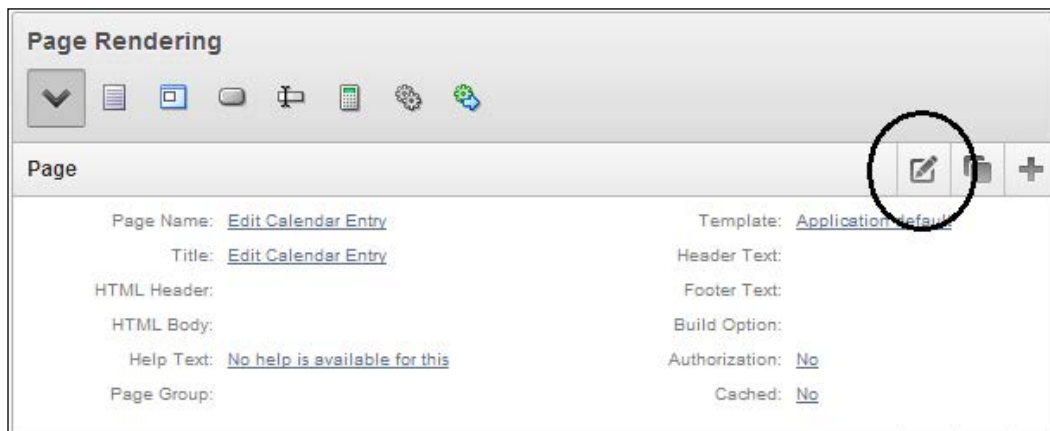 Page Rendering
Page
Page Name: Edit Calendar Entry
Title: Edit Calendar Entry
HTML Header:
HTML Body:
Help Text: No help is available for this
Page Group:
Template: Application default
Header Text:
Footer Text:
Build Option:
Authorization: No
Cached: No